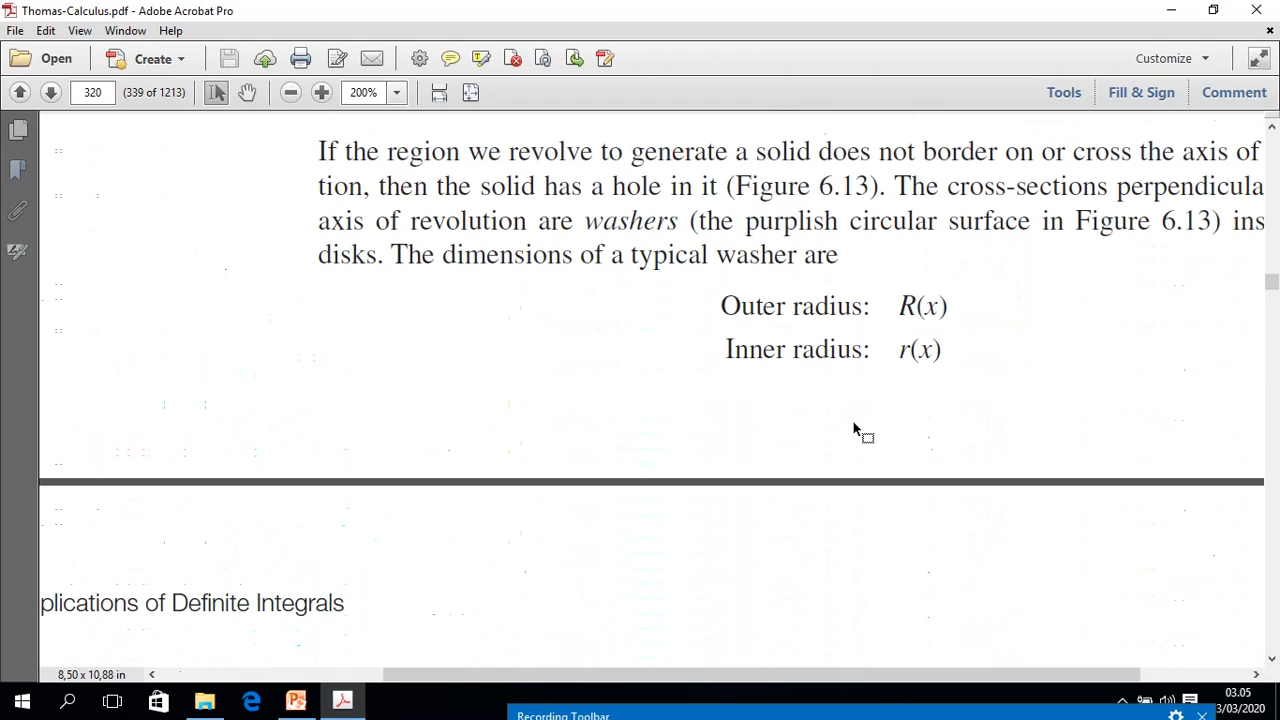 Thomas-Calculus.pdf - Adobe Acrobat Pro
File Edit View Window Help
Open Create Customize
320 (339 of 1213) 200% Tools Fill & Sign Comment
If the region we revolve to generate a solid does not border on or cross the axis of
tion, then the solid has a hole in it (Figure 6.13). The cross-sections perpendicula
axis of revolution are washers (the purplish circular surface in Figure 6.13) ins
disks. The dimensions of a typical washer are
Outer radius: R(x)
Inner radius: r(x)
plications of Definite Integrals
8,50 x 10,88 in
03.05
3/03/2020
Recording Toolbar